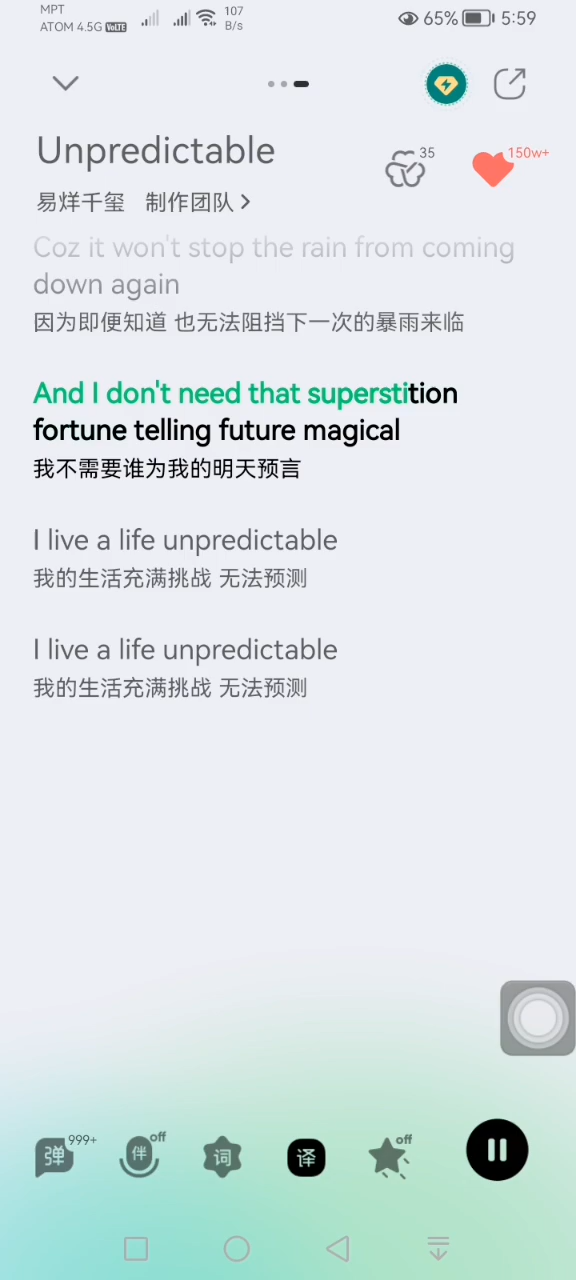 MPT
107
ATOM 4.5G VoLTE
B/s
65%
5:59
Unpredictable
35
150w+
易烊千玺 制作团队
Coz it won't stop the rain from coming
down again
因为即便知道 也无法阻挡下一次的暴雨来临
And I don't need that superstition
fortune telling future magical
我不需要谁为我的明天预言
I live a life unpredictable
我的生活充满挑战 无法预测
I live a life unpredictable
我的生活充满挑战 无法预测
弹 999+
伴 off
词
译
off